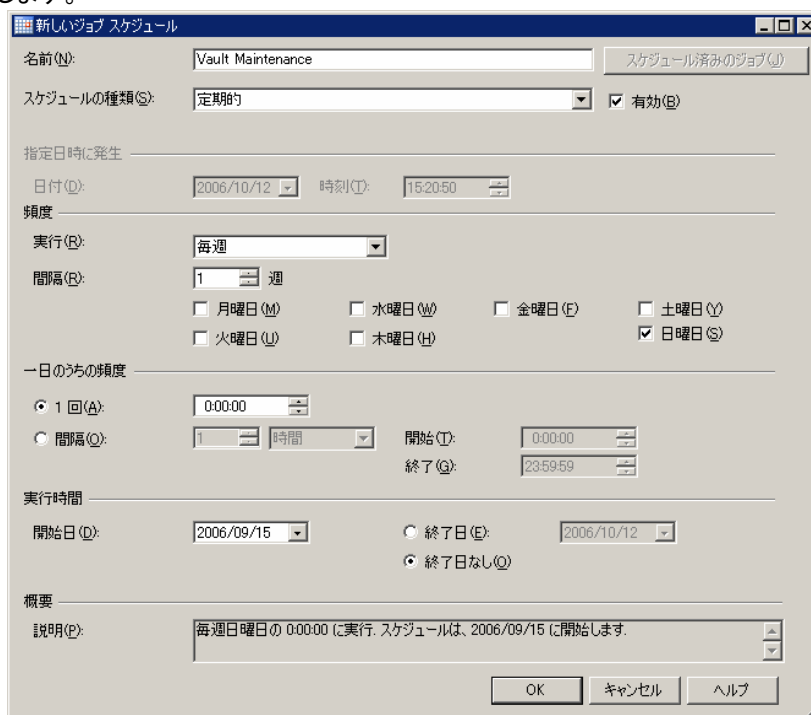 します。
新しいジョブ スケジュール
名前(N): Vault Maintenance スケジュール済みのジョブ(J)
スケジュールの種類(S): 定期的 有効(B)
指定日時に発生
日付(D): 2006/10/12 時刻(T): 15:20:50
頻度
実行(R): 毎週
間隔(R): 1 週
月曜日(M) 水曜日(W) 金曜日(F) 土曜日(Y)
火曜日(U) 木曜日(H) 日曜日(S)
一日のうちの頻度
1 回(A): 0:00:00
間隔(O): 1 時間 開始(T): 0:00:00
終了(G): 23:59:59
実行時間
開始日(D): 2006/09/15 終了日(E): 2006/10/12
終了日なし(O)
概要
説明(P): 毎週日曜日の 0:00:00 に実行. スケジュールは、2006/09/15 に開始します.
OK キャンセル ヘルプ